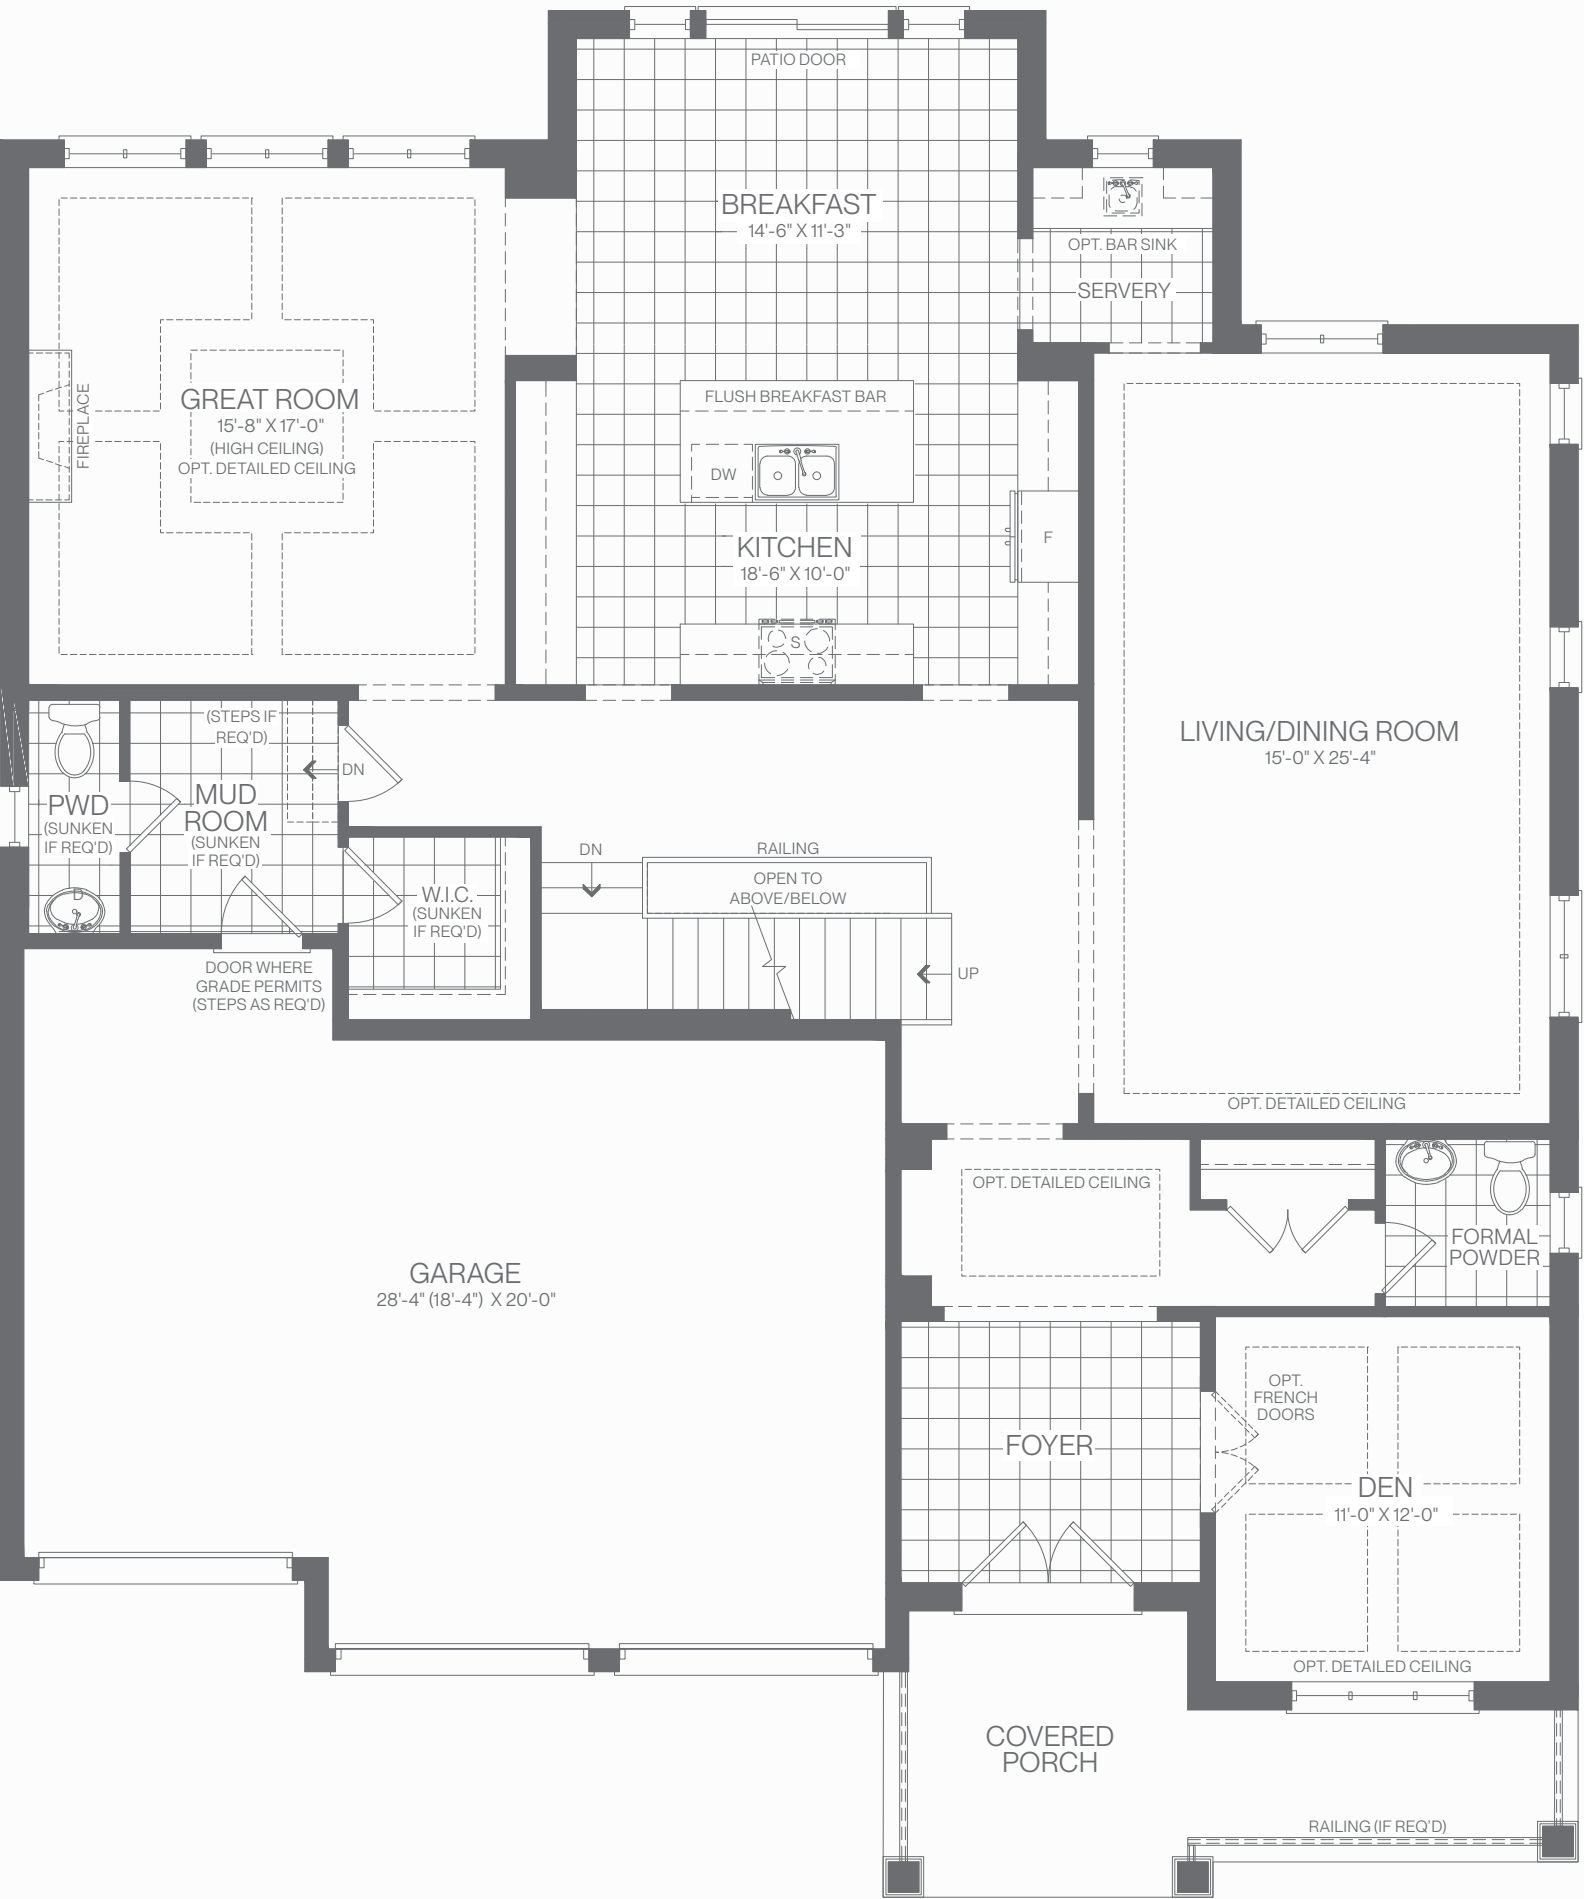 PATIO DOOR
BREAKFAST
14'-6" X 11'-3"
OPT. BAR SINK
SERVERY
FIREPLACE
GREAT ROOM
15'-8" X 17'-0"
(HIGH CEILING)
OPT. DETAILED CEILING
FLUSH BREAKFAST BAR
DW
KITCHEN
18'-6" X 10'-0"
F
S
LIVING/DINING ROOM
15'-0" X 25'-4"
OPT. DETAILED CEILING
(STEPS IF
REQ'D)
DN
PWD
(SUNKEN
IF REQ'D)
D
MUD
ROOM
(SUNKEN
IF REQ'D)
W.I.C.
(SUNKEN
IF REQ'D)
DN
RAILING
OPEN TO
ABOVE/BELOW
UP
DOOR WHERE
GRADE PERMITS
(STEPS AS REQ'D)
OPT. DETAILED CEILING
FORMAL
POWDER
GARAGE
28'-4" (18'-4") X 20'-0"
OPT.
FRENCH
DOORS
FOYER
DEN
11'-0" X 12'-0"
OPT. DETAILED CEILING
COVERED
PORCH
RAILING (IF REQ'D)